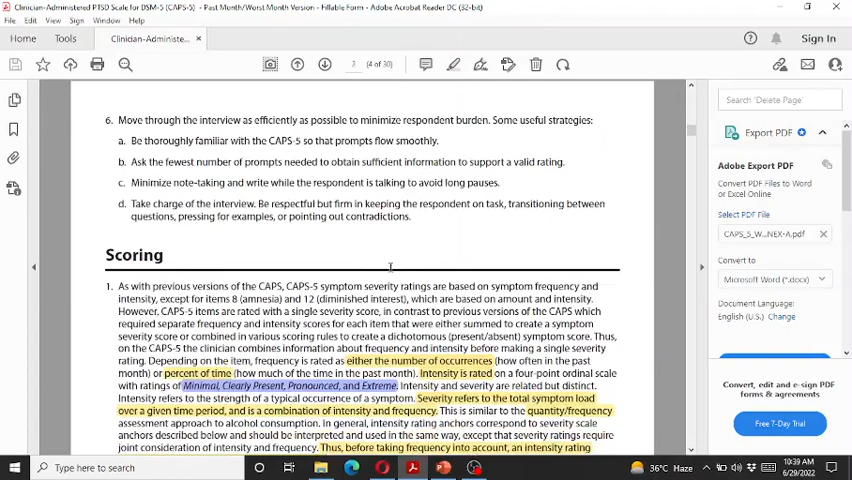 Clinician-Administered PTSD Scale for DSM-5 (CAPS-5) - Past Month/Worst Month Version - Fillable Form - Adobe Acrobat Reader DC (32-bit)
File Edit View Sign Window Help
Home Tools Clinician-Administe... × Sign In
2 (4 of 30) Share
6. Move through the interview as efficiently as possible to minimize respondent burden. Some useful strategies:
a. Be thoroughly familiar with the CAPS-5 so that prompts flow smoothly.
b. Ask the fewest number of prompts needed to obtain sufficient information to support a valid rating.
c. Minimize note-taking and write while the respondent is talking to avoid long pauses.
d. Take charge of the interview. Be respectful but firm in keeping the respondent on task, transitioning between
questions, pressing for examples, or pointing out contradictions.
Scoring
1. As with previous versions of the CAPS, CAPS-5 symptom severity ratings are based on symptom frequency and
intensity, except for items 8 (amnesia) and 12 (diminished interest), which are based on amount and intensity.
However, CAPS-5 items are rated with a single severity score, in contrast to previous versions of the CAPS which
required separate frequency and intensity scores for each item that were either summed to create a symptom
severity score or combined in various scoring rules to create a dichotomous (present/absent) symptom score. Thus,
on the CAPS-5 the clinician combines information about frequency and intensity before making a single severity
rating. Depending on the item, frequency is rated as either the number of occurrences (how often in the past
month) or percent of time (how much of the time in the past month). Intensity is rated on a four-point ordinal scale
with ratings of Minimal, Clearly Present, Pronounced, and Extreme. Intensity and severity are related but distinct.
Intensity refers to the strength of a typical occurrence of a symptom. Severity refers to the total symptom load
over a given time period, and is a combination of intensity and frequency. This is similar to the quantity/frequency
assessment approach to alcohol consumption. In general, intensity rating anchors correspond to severity scale
anchors described below and should be interpreted and used in the same way, except that severity ratings require
joint consideration of intensity and frequency. Thus, before taking frequency into account, an intensity rating
Search 'Delete Page'
Export PDF
Adobe Export PDF
Convert PDF Files to Word
or Excel Online
Select PDF File
CAPS_5_W...NEX-A.pdf ×
Convert to
Microsoft Word (*.docx)
Document Language:
English (U.S.) Change
Convert, edit and e-sign PDF
forms & agreements
Free 7-Day Trial
Type here to search
36°C Haze
10:39 AM
6/29/2022